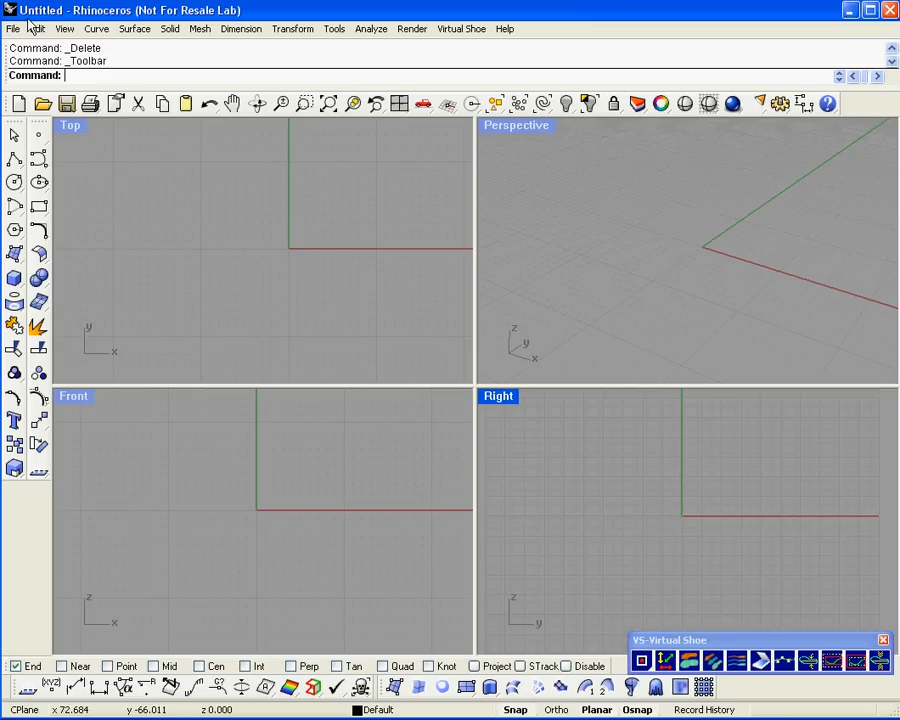 Untitled - Rhinoceros (Not For Resale Lab)
File Edit View Curve Surface Solid Mesh Dimension Transform Tools Analyze Render Virtual Shoe Help
Command: _Delete
Command: _Toolbar
Command:
Top
Perspective
y
x
z
y
x
Front
Right
z
x
z
y
VS-Virtual Shoe
End Near Point Mid Cen Int Perp Tan Quad Knot Project STrack Disable
CPlane x 72.684 y -66.011 z 0.000 Default Snap Ortho Planar Osnap Record History